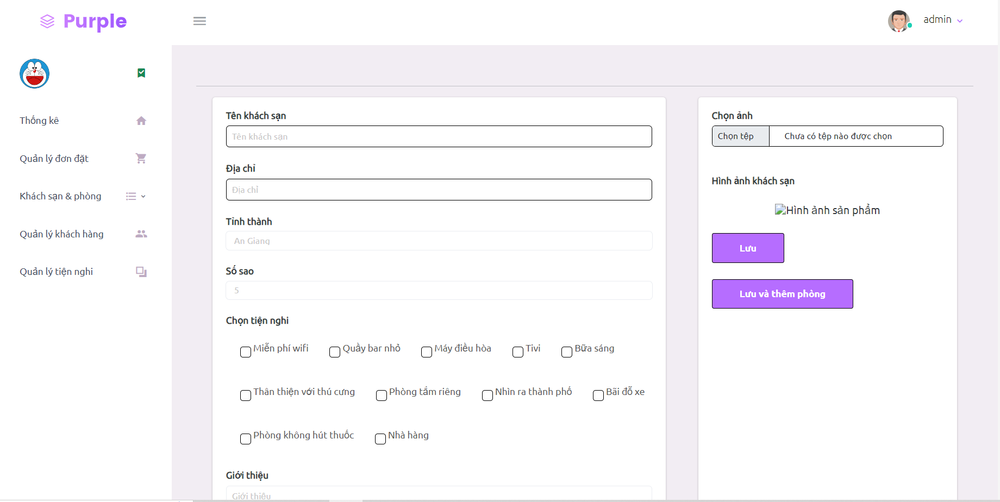 Purple
admin
Thống kê
Quản lý đơn đặt
Khách sạn & phòng
Quản lý khách hàng
Quản lý tiện nghi
Tên khách sạn
Tên khách sạn
Địa chỉ
Địa chỉ
Tỉnh thành
An Giang
Số sao
5
Chọn tiện nghi
Miễn phí wifi Quầy bar nhỏ Máy điều hòa Tivi Bữa sáng
Thân thiện với thú cưng Phòng tắm riêng Nhìn ra thành phố Bãi đỗ xe
Phòng không hút thuốc Nhà hàng
Giới thiệu
Giới thiệu
Chọn ảnh
Chọn tệp Chưa có tệp nào được chọn
Hình ảnh khách sạn
Hình ảnh sản phẩm
Lưu
Lưu và thêm phòng